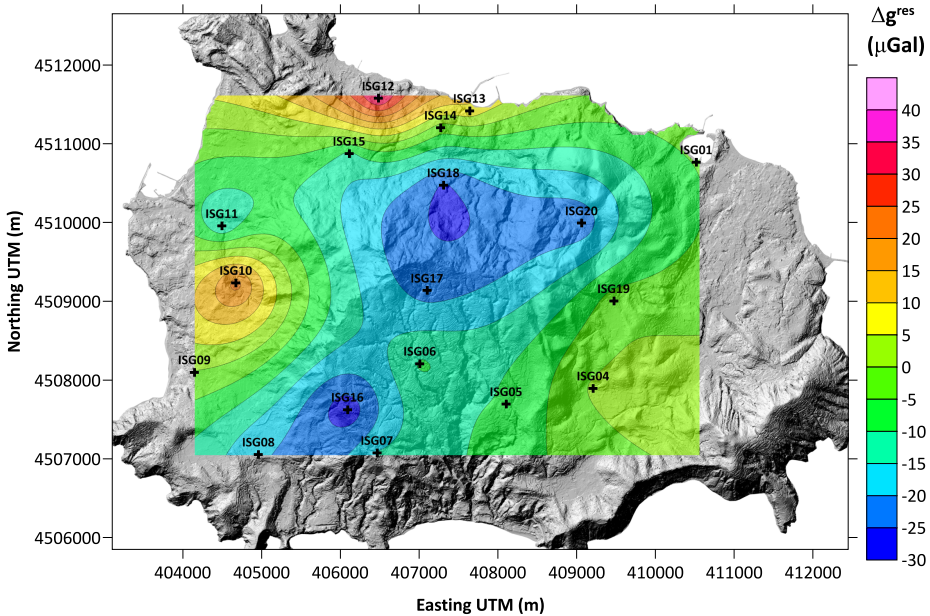 Δg^res
(μGal)
4512000
4511000
4510000
4509000
4508000
4507000
4506000
Northing UTM (m)
ISG12
ISG13
ISG14
ISG15
ISG01
ISG18
ISG11
ISG20
ISG10
ISG17
ISG19
ISG06
ISG09
ISG04
ISG05
ISG16
ISG08
ISG07
404000 405000 406000 407000 408000 409000 410000 411000 412000
Easting UTM (m)
40
35
30
25
20
15
10
5
0
-5
-10
-15
-20
-25
-30